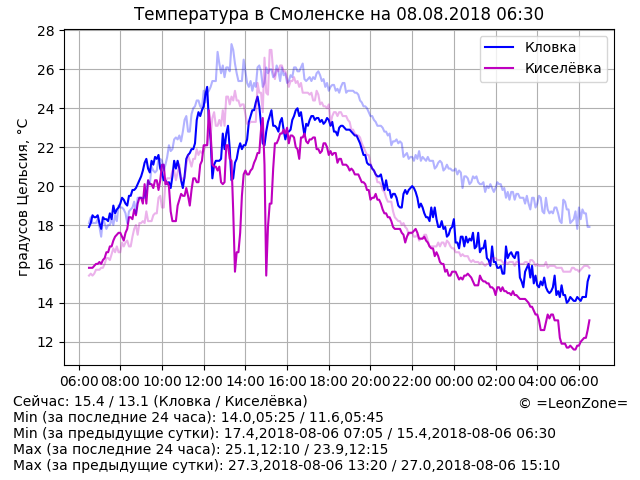 Температура в Смоленске на 08.08.2018 06:30
градусов Цельсия, °C
28
26
24
22
20
18
16
14
12
Кловка
Киселёвка
06:00 08:00 10:00 12:00 14:00 16:00 18:00 20:00 22:00 00:00 02:00 04:00 06:00
Сейчас: 15.4 / 13.1 (Кловка / Киселёвка)
© =LeonZone=
Min (за последние 24 часа): 14.0,05:25 / 11.6,05:45
Min (за предыдущие сутки): 17.4,2018-08-06 07:05 / 15.4,2018-08-06 06:30
Max (за последние 24 часа): 25.1,12:10 / 23.9,12:15
Max (за предыдущие сутки): 27.3,2018-08-06 13:20 / 27.0,2018-08-06 15:10